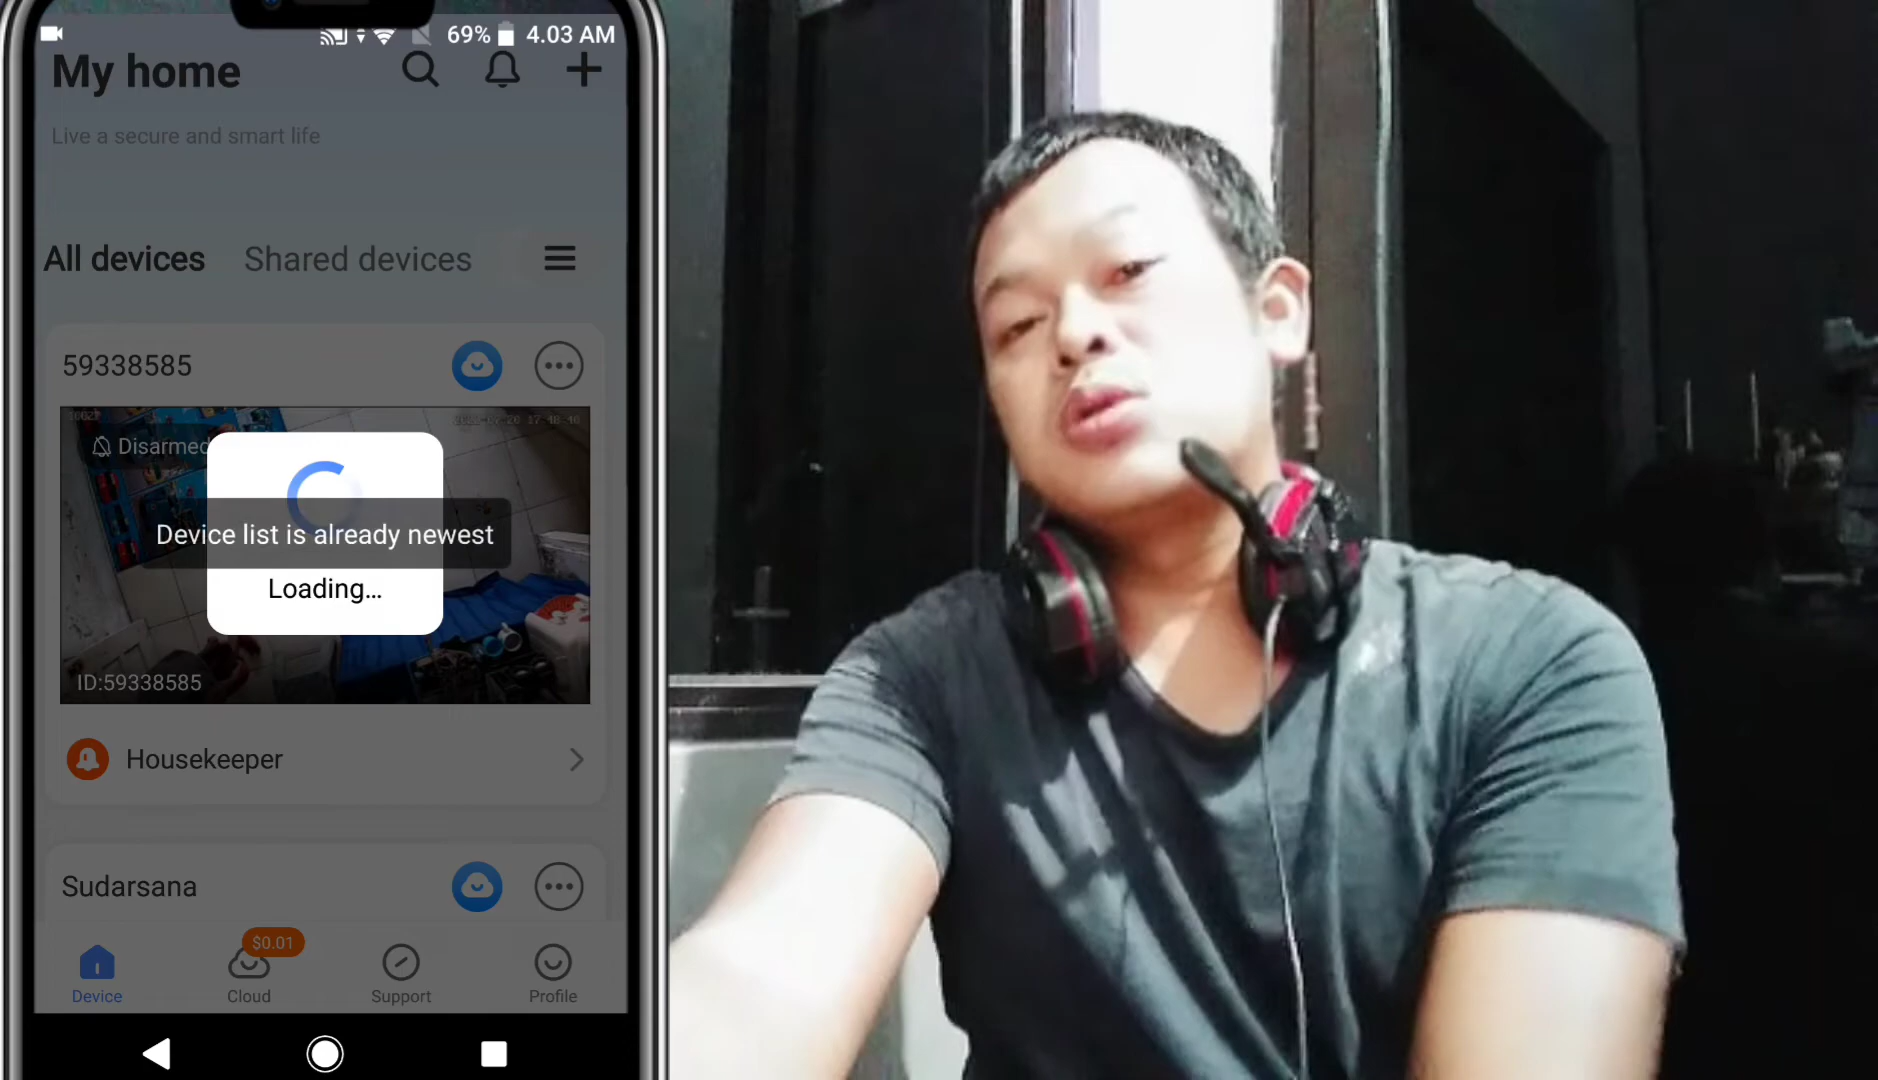 69% 4.03 AM
My home
Live a secure and smart life
All devices Shared devices
59338585
Disarmed
Device list is already newest
Loading...
ID:59338585
Housekeeper
Sudarsana
$0.01
Device Cloud Support Profile